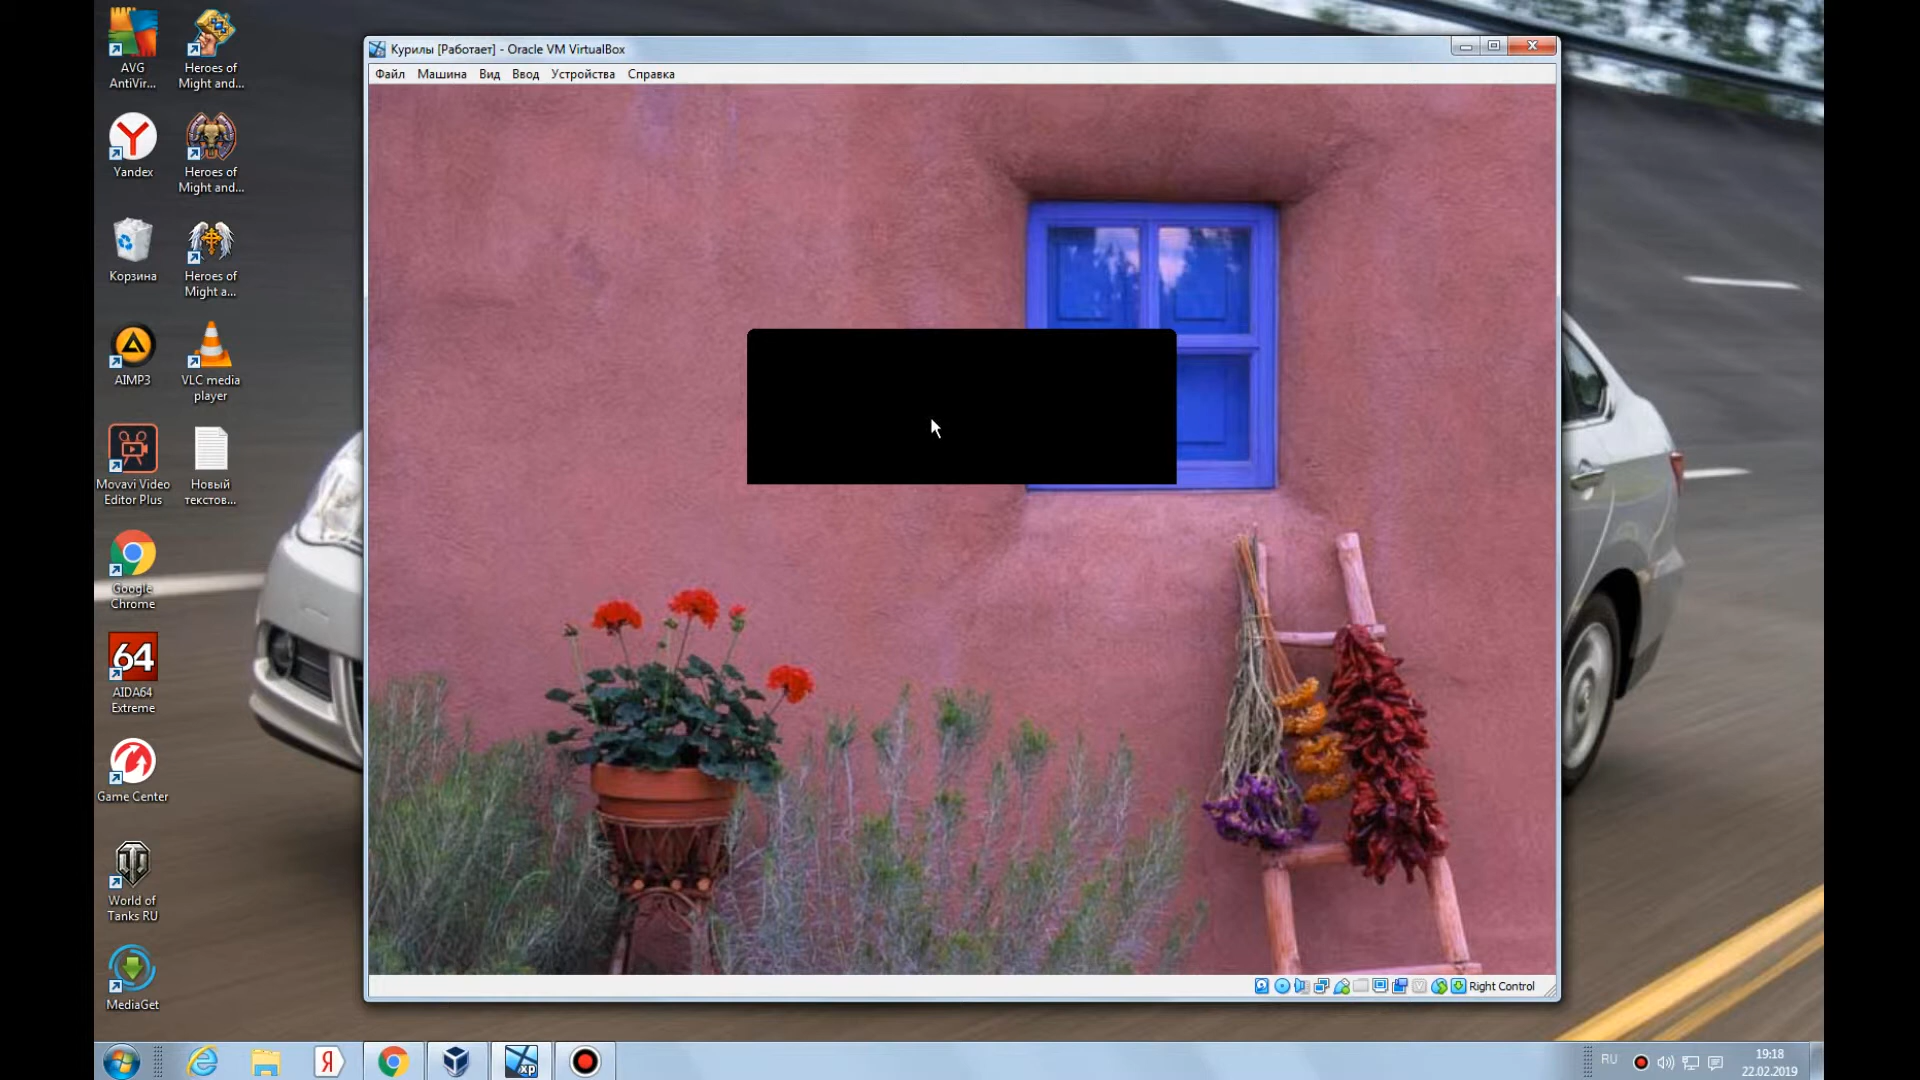 Курилы [Работает] - Oracle VM VirtualBox
Файл Машина Вид Ввод Устройства Справка
AVG
AntiVir...
Heroes of
Might and...
Yandex
Heroes of
Might and...
Корзина
Heroes of
Might a...
AIMP3
VLC media
player
Movavi Video
Editor Plus
Новый
текстов...
Google
Chrome
64
AIDA64
Extreme
Game Center
World of
Tanks RU
MediaGet
Right Control
Я
xp
RU
19:18
22.02.2019